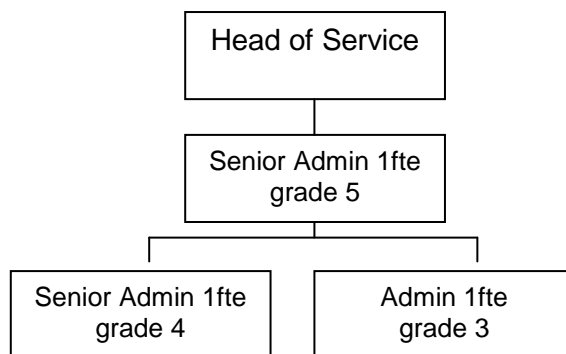 Head of Service
Senior Admin 1fte
grade 5
Senior Admin 1fte
grade 4
Admin 1fte
grade 3